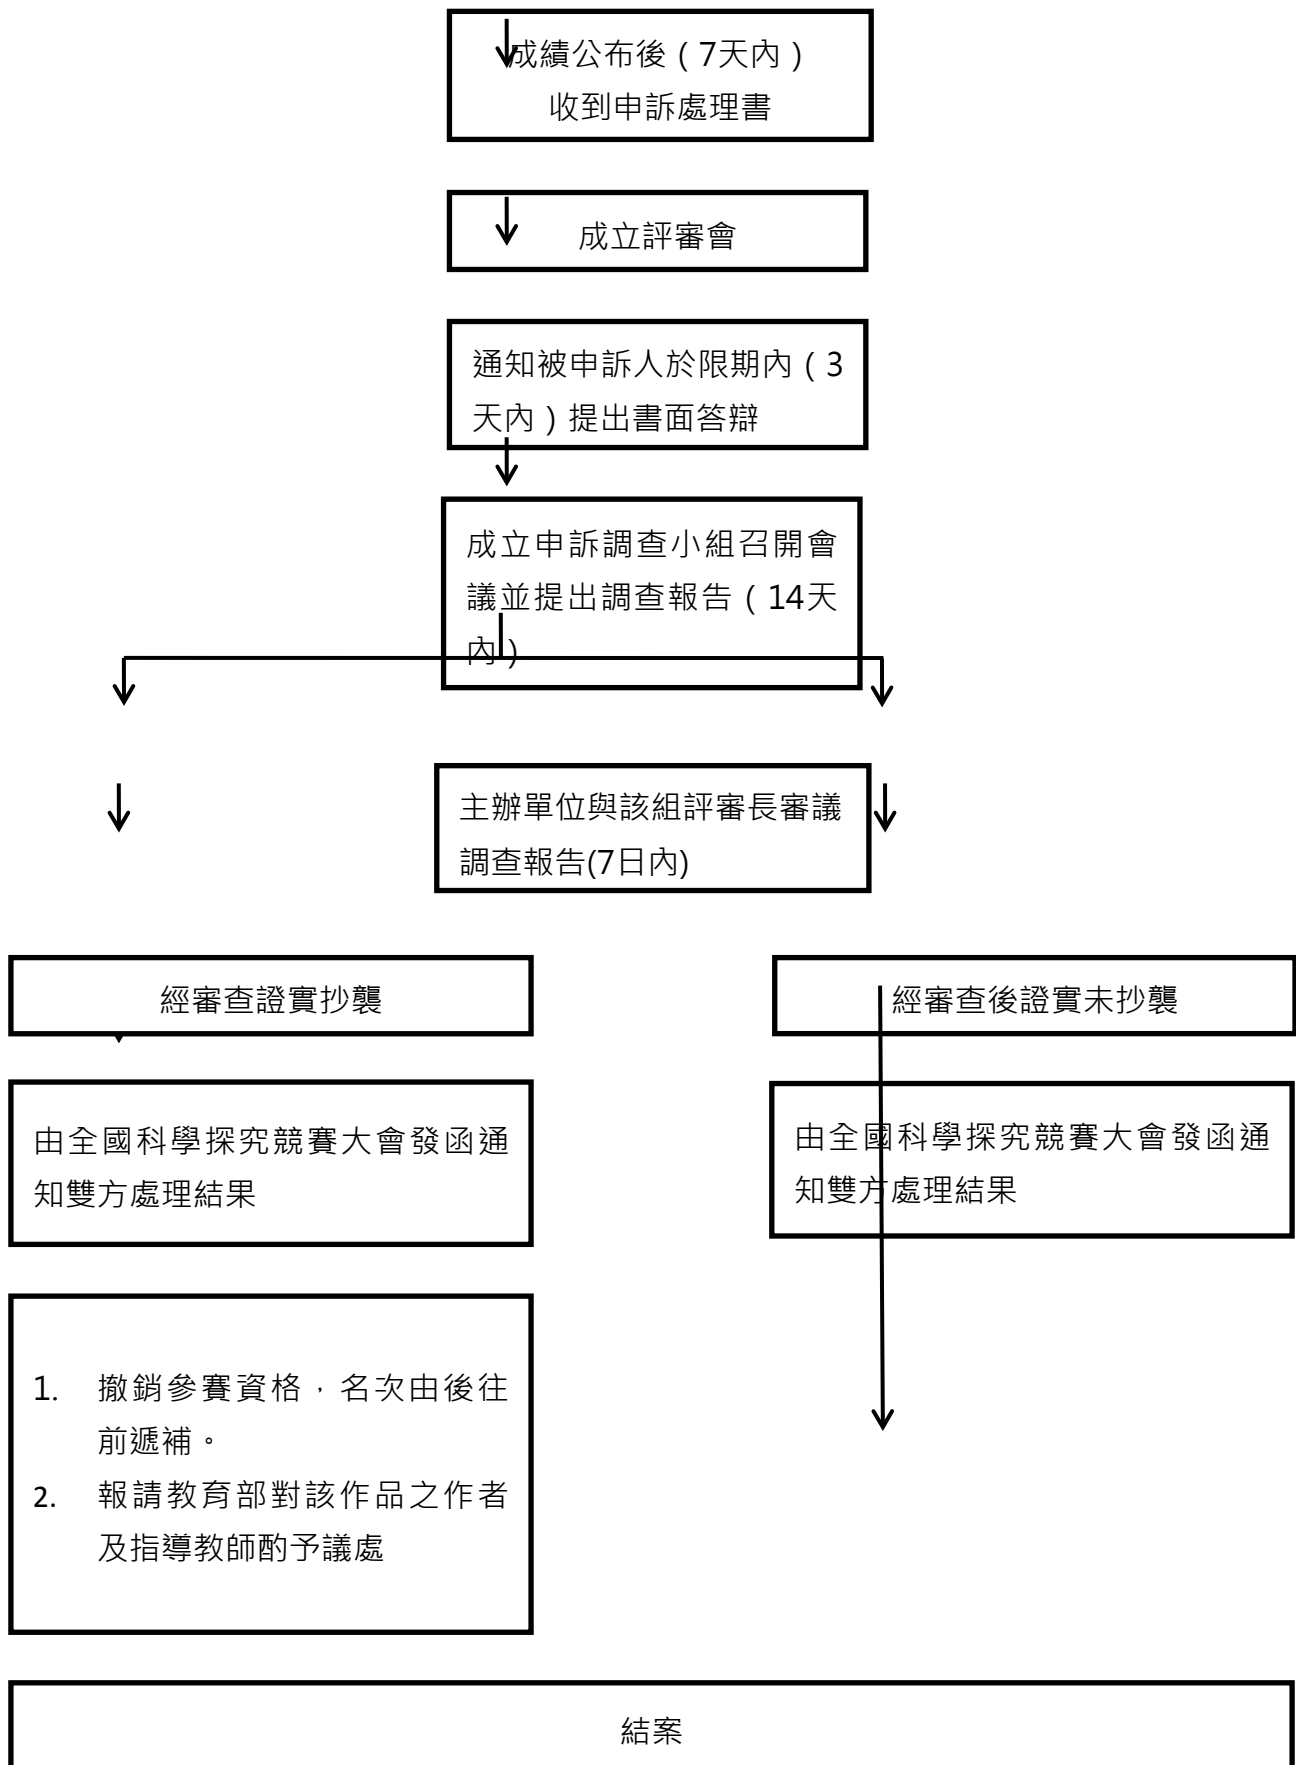 成績公布後（7天內）
收到申訴處理書
成立評審會
通知被申訴人於限期內（3
天內）提出書面答辯
成立申訴調查小組召開會
議並提出調查報告（14天
內）
主辦單位與該組評審長審議
調查報告(7日內)
經審查證實抄襲
經審查後證實未抄襲
由全國科學探究競賽大會發函通
知雙方處理結果
由全國科學探究競賽大會發函通
知雙方處理結果
1. 撤銷參賽資格，名次由後往
前遞補。
2. 報請教育部對該作品之作者
及指導教師酌予議處
結案